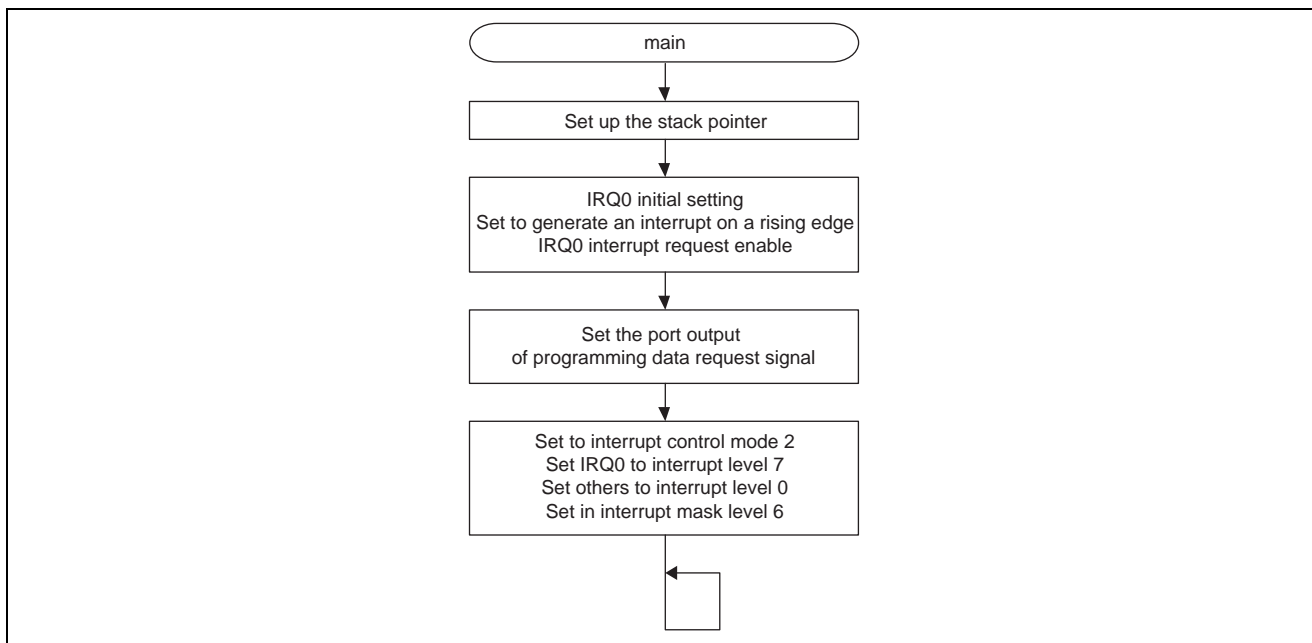 main
Set up the stack pointer
IRQ0 initial setting
Set to generate an interrupt on a rising edge
IRQ0 interrupt request enable
Set the port output
of programming data request signal
Set to interrupt control mode 2
Set IRQ0 to interrupt level 7
Set others to interrupt level 0
Set in interrupt mask level 6